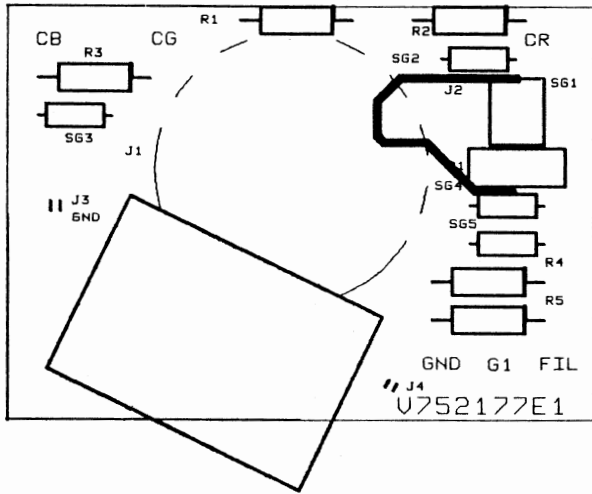 R1
R2
CB
CG
CR
R3
SG2
SG1
J2
SG3
J1
SG4
J3
GND
SG5
R4
R5
GND G1 FIL
J4
V752177E1